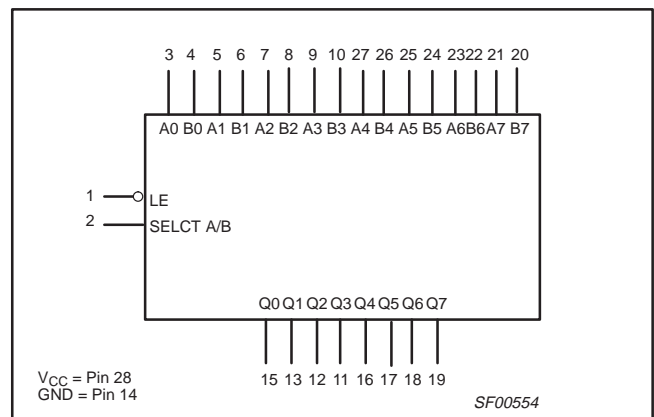 3 4 5 6 7 8 9 10 27 26 25 24 23 22 21 20
A0 B0 A1 B1 A2 B2 A3 B3 A4 B4 A5 B5 A6 B6 A7 B7
1 LE
2 SELCT A/B
Q0 Q1 Q2 Q3 Q4 Q5 Q6 Q7
15 13 12 11 16 17 18 19
VCC = Pin 28
GND = Pin 14
SF00554